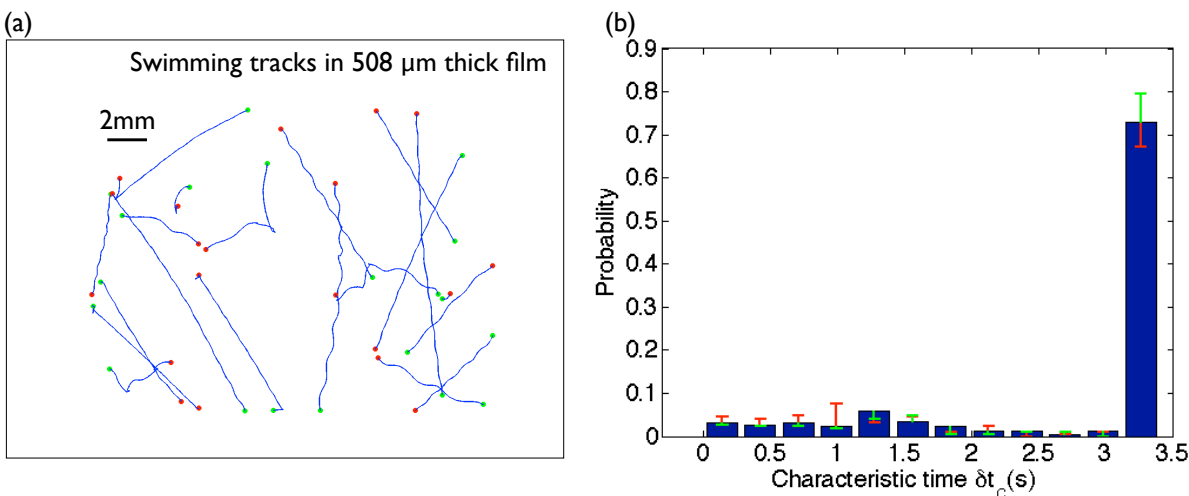 (a)
Swimming tracks in 508 µm thick film
2mm
(b)
0.9
0.8
0.7
0.6
0.5
0.4
0.3
0.2
0.1
0
Probability
0 0.5 1 1.5 2 2.5 3 3.5
Characteristic time δt_C(s)